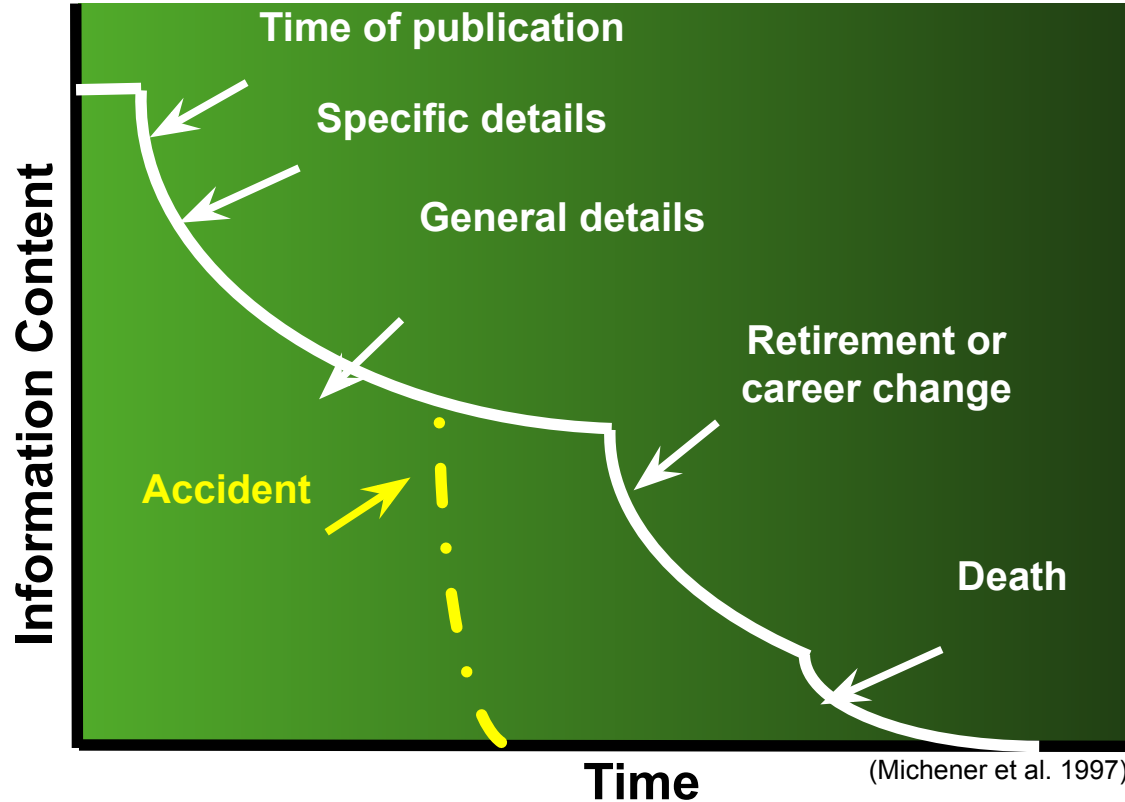 Time of publication
Specific details
General details
Retirement or
career change
Accident
Death
Information Content
Time
(Michener et al. 1997)